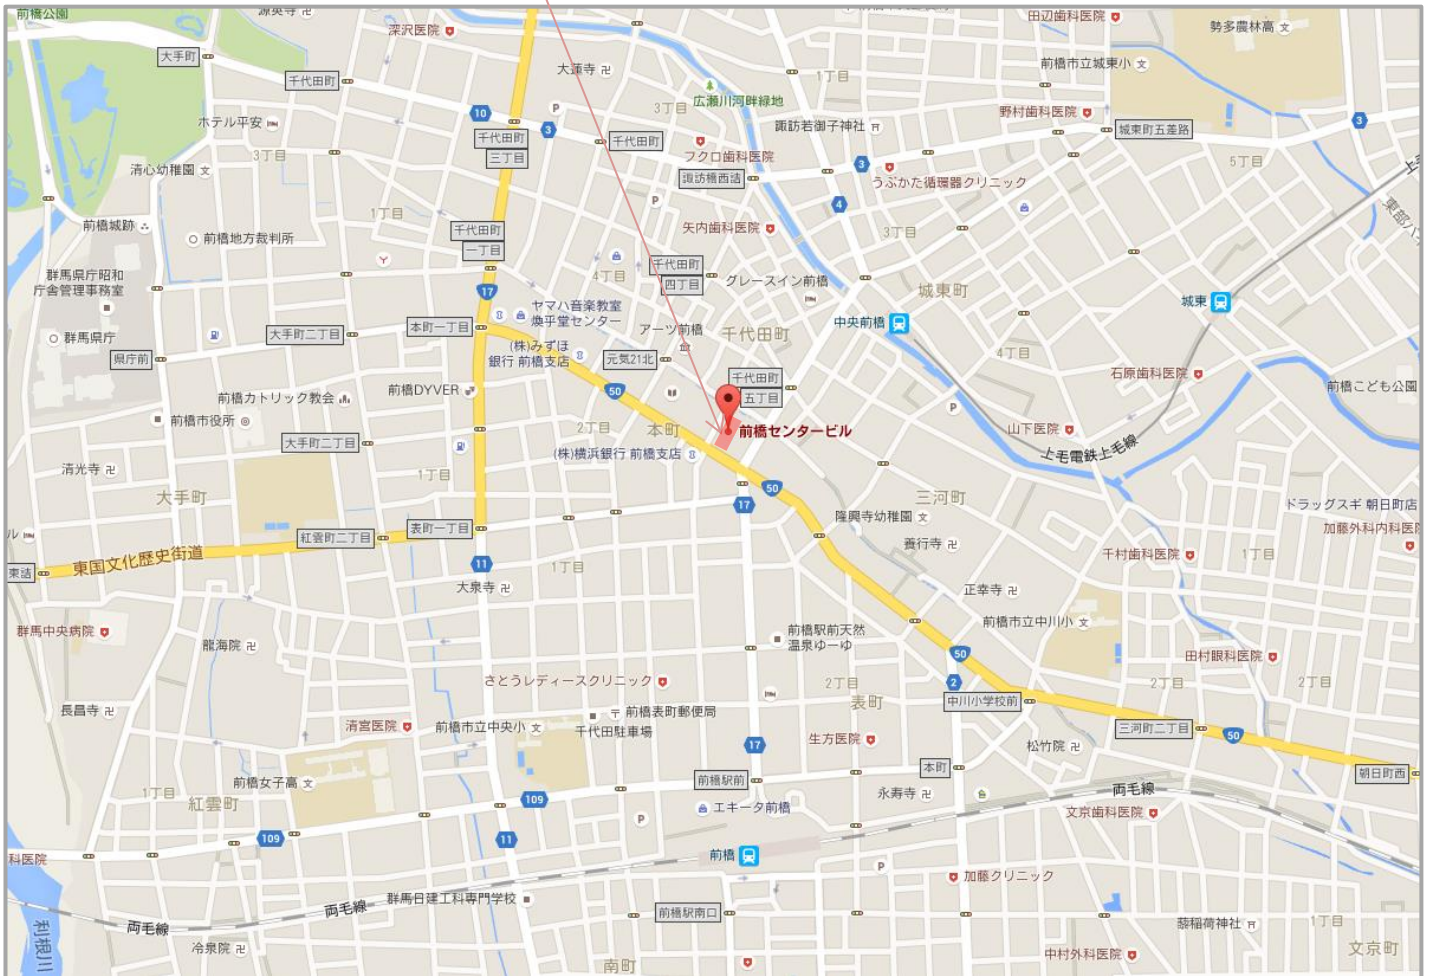 前橋公園
深沢医院
田辺歯科医院
勢多農林高
大手町
千代田町
大蓮寺
1丁目
前橋市立城東小
広瀬川河畔緑地
3丁目
野村歯科医院
10
3
ホテル平安
千代田町
三丁目
千代田町
諏訪若御子神社
城東町五差路
3
3丁目
フクロ歯科医院
3
5丁目
清心幼稚園
諏訪橋西詰
うぶかた循環器クリニック
4
1丁目
前橋城跡
前橋地方裁判所
千代田町
一丁目
矢内歯科医院
3丁目
群馬県庁昭和
庁舎管理事務室
千代田町
四丁目
4丁目
グレースイン前橋
城東町
17
ヤマハ音楽教室
煥乎堂センター
城東
群馬県庁
大手町二丁目
本町一丁目
アーツ前橋
千代田町
中央前橋
県庁前
(株)みずほ
銀行 前橋支店
元気21北
4丁目
前橋カトリック教会
前橋DYVER
50
千代田町
五丁目
石原歯科医院
前橋こども公園
前橋市役所
大手町二丁目
2丁目
本町
前橋センタービル
山下医院
上毛電鉄上毛線
清光寺
1丁目
(株)横浜銀行 前橋支店
大手町
50
17
三河町
ドラッグスギ 朝日町店
紅雲町二丁目
表町一丁目
隆興寺幼稚園
加藤外科内科医院
東国文化歴史街道
善行寺
千村歯科医院
1丁目
東詰
11
大泉寺
1丁目
正幸寺
群馬中央病院
龍海院
前橋駅前天然
温泉ゆーゆ
前橋市立中川小
50
田村眼科医院
さとうレディースクリニック
2丁目
2
2丁目
2丁目
長昌寺
表町
中川小学校前
清宮医院
前橋市立中央小
前橋表町郵便局
千代田駐車場
三河町二丁目
50
17
生方医院
松竹院
前橋女子高
前橋駅前
本町
朝日町西
1丁目
紅雲町
109
エキータ前橋
永寿寺
両毛線
文京歯科医院
109
11
科医院
前橋
加藤クリニック
群馬日建工科専門学校
両毛線
前橋駅南口
両毛線
利根川
冷泉院
1丁目
中村外科医院
文京町
南町